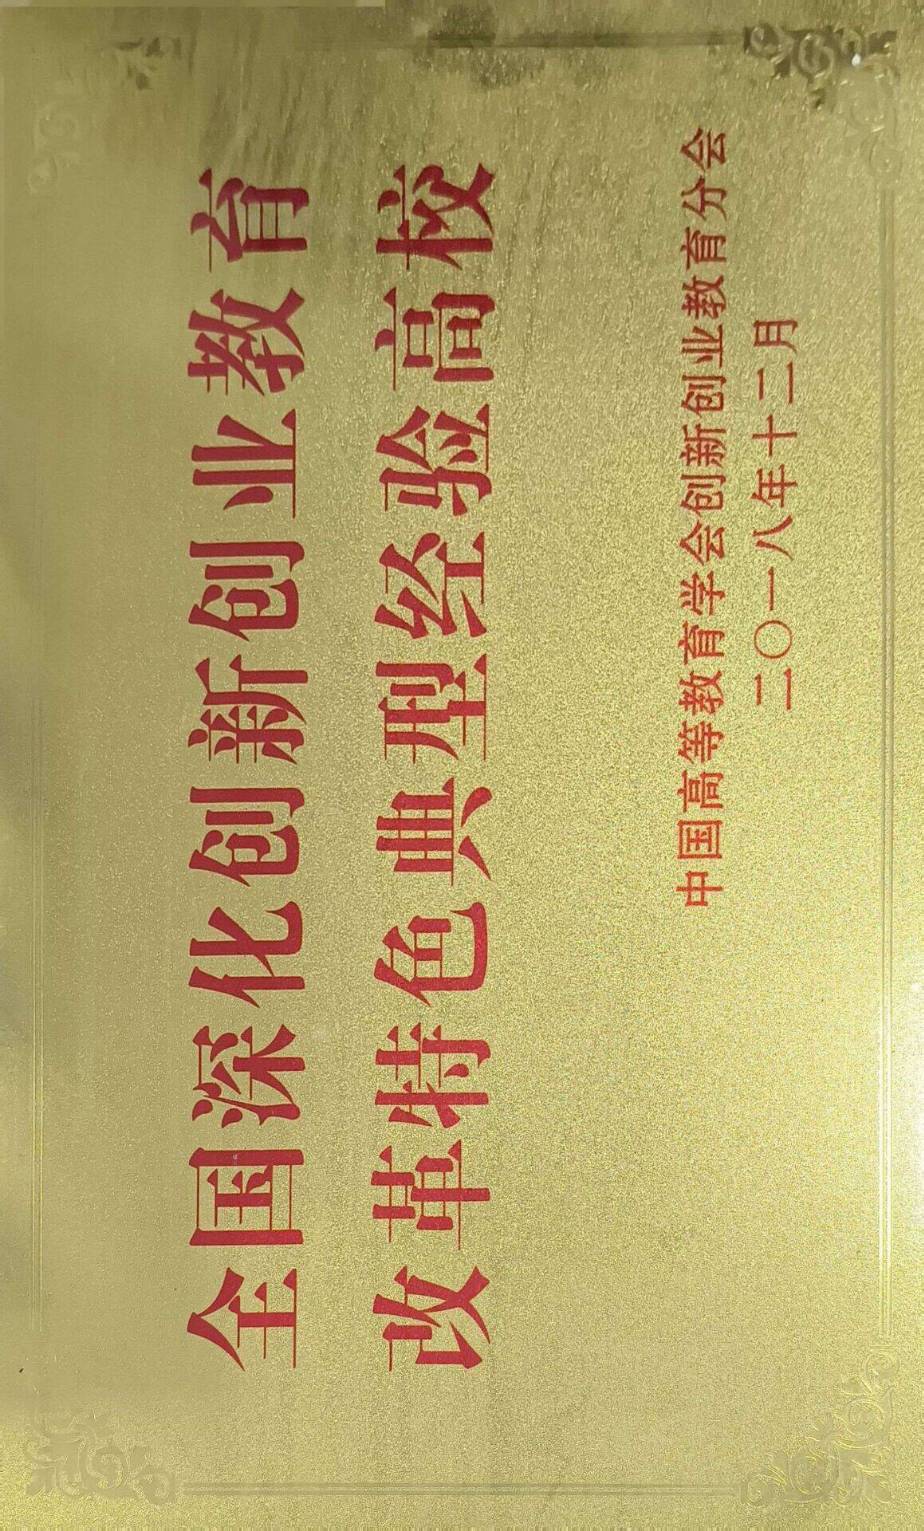 全国深化创新创业教育
改革特色典型经验高校
中国高等教育学会创新创业教育分会
二〇一八年十二月